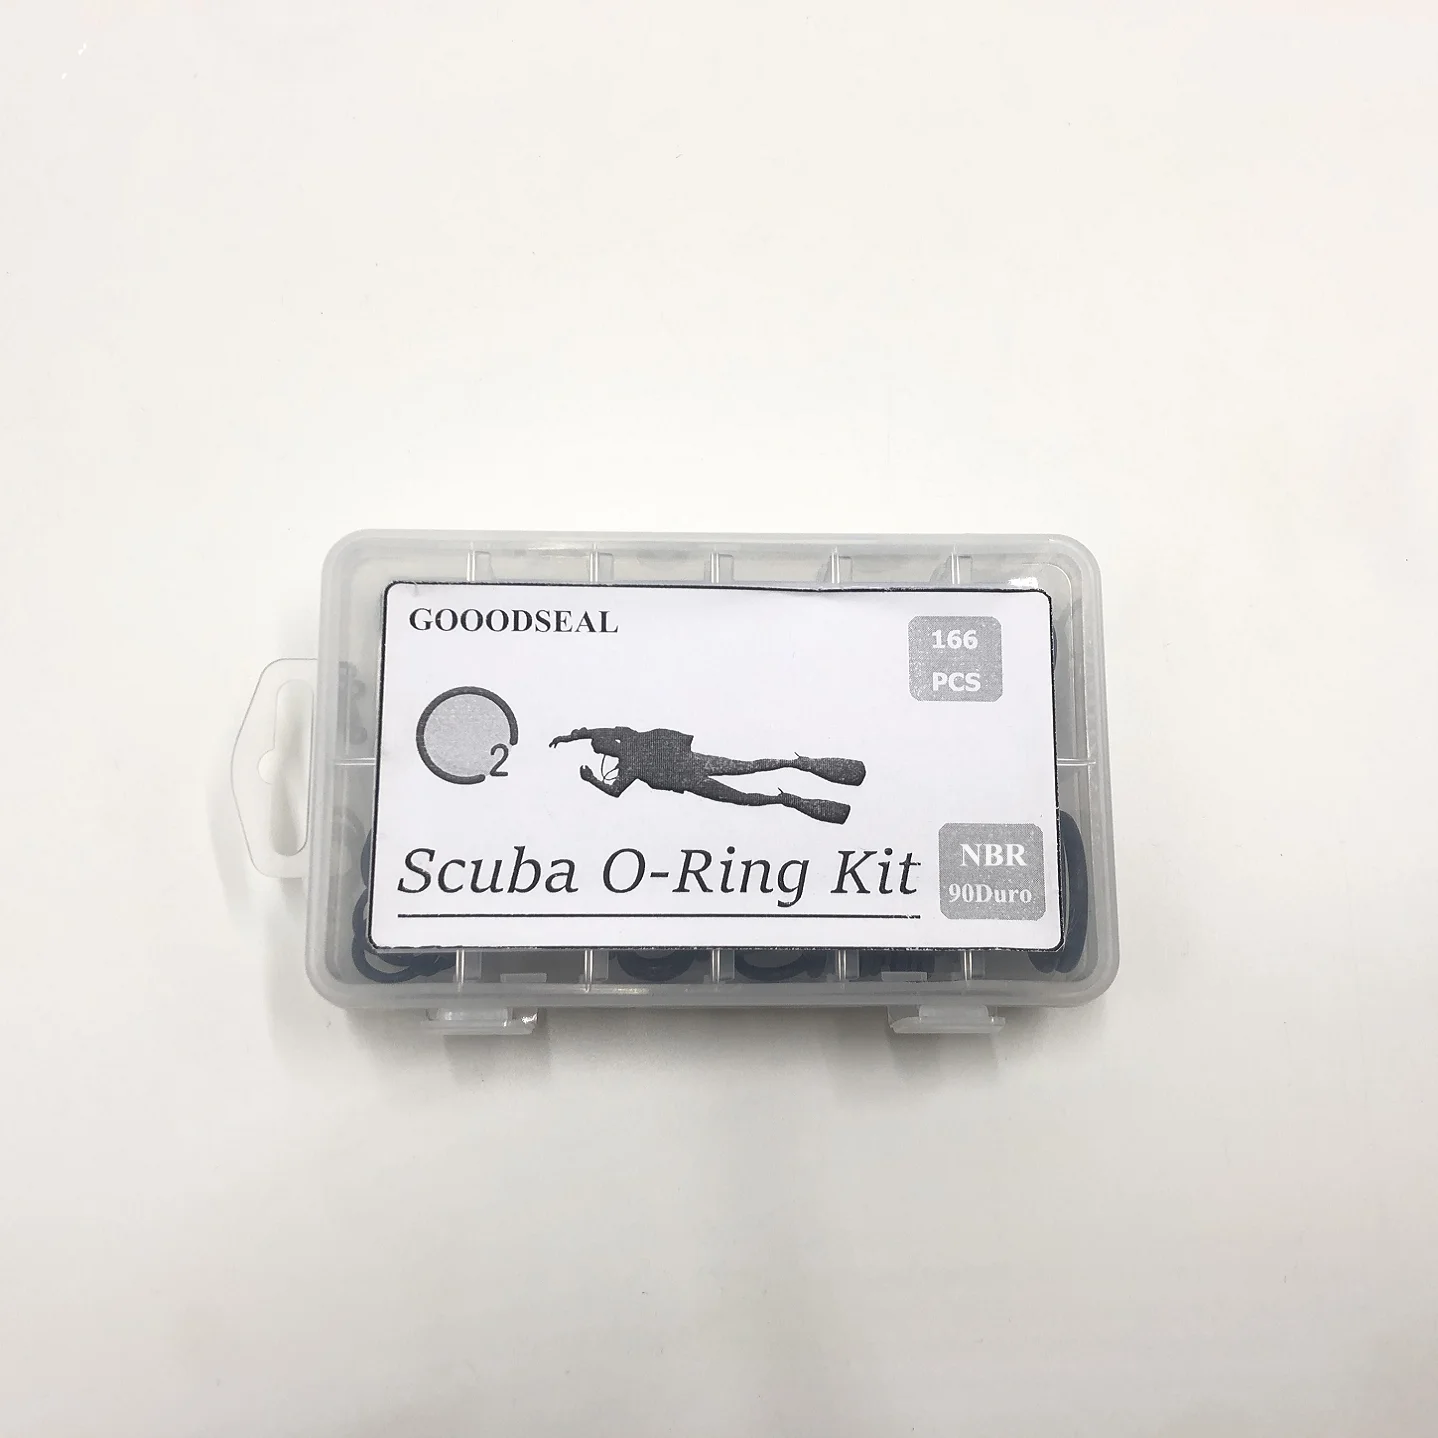 GOOODSEAL
166
PCS
2
Scuba O-Ring Kit
NBR
90Duro